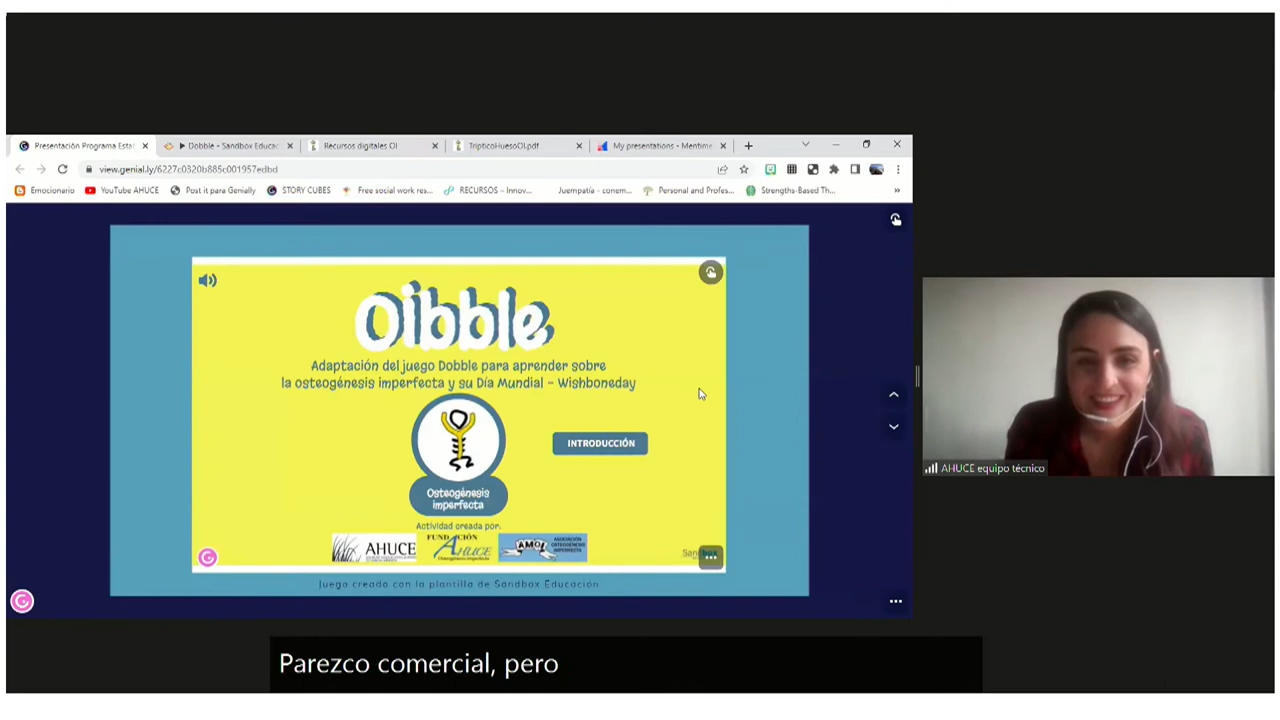 Presentación Programa Estat
Dobble - Sandbox Educac
Recursos digitales OI
TripticoHuesoOI.pdf
My presentations - Mentime
view.genial.ly/6227c0320b885c001957edbd
Emocionario
YouTube AHUCE
Post it para Genially
STORY CUBES
Free social work res...
RECURSOS – Innov...
Juempatía - conem...
Personal and Profes...
Strengths-Based Th...
»
Oibble
Adaptación del juego Dobble para aprender sobre
la osteogénesis imperfecta y su Día Mundial - Wishboneday
INTRODUCCIÓN
Osteogénesis
imperfecta
Actividad creada por:
AHUCE
FUNDACIÓN
AHUCE
AMOI
ASOCIACIÓN
OSTEOGÉNESIS
IMPERFECTA
Juego creado con la plantilla de Sandbox Educación
AHUCE equipo técnico
Parezco comercial, pero